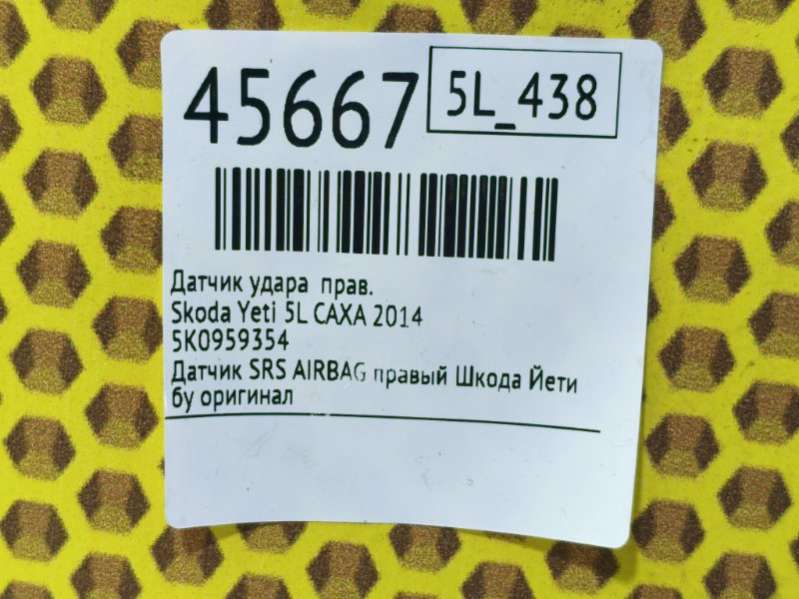 45667
5L_438
Датчик удара прав.
Skoda Yeti 5L CAXA 2014
5K0959354
Датчик SRS AIRBAG правый Шкода Йети
бу оригинал